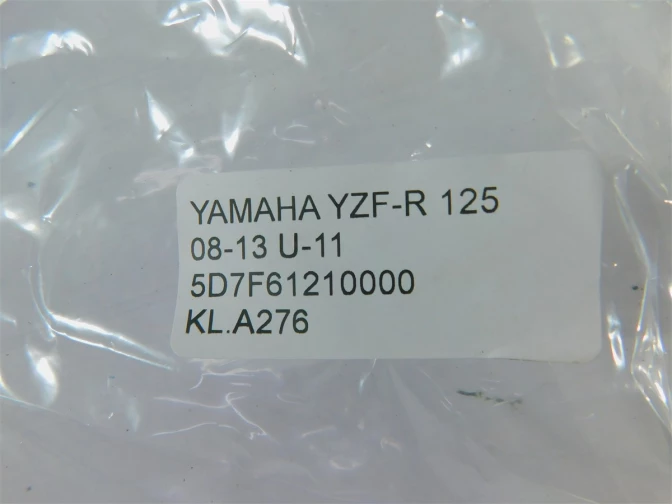 YAMAHA YZF-R 125
08-13 U-11
5D7F61210000
KL.A276